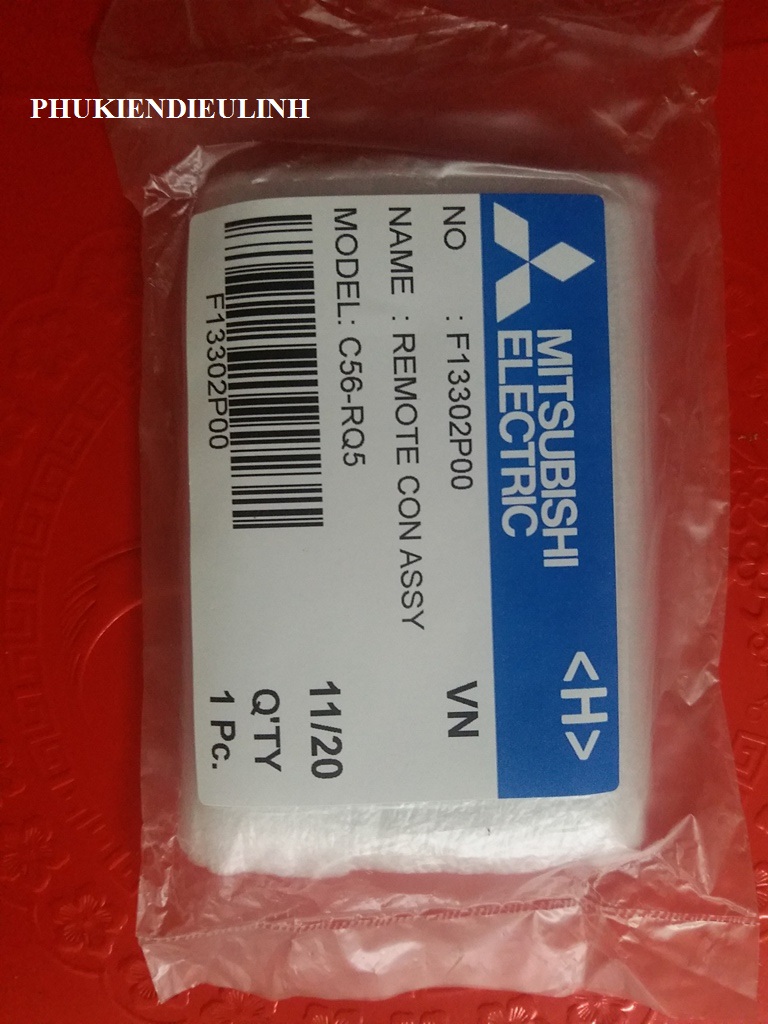 PHUKIENDIEULINH
MITSUBISHI
ELECTRIC
<H>
NO : F13302P00
VN
NAME : REMOTE CON ASSY
MODEL: C56-RQ5
11/20
Q'TY
1 Pc.
F13302P00